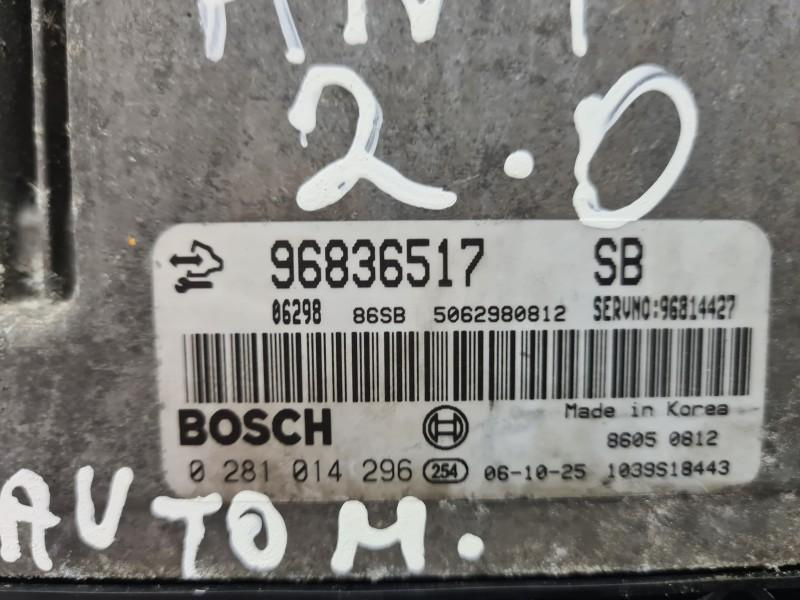 2.0
96836517 SB
06298 86SB 5062980812 SERVNO:96814427
BOSCH
Made in Korea
8605 0812
0 281 014 296 254 06-10-25 1039S18443
AUTOM.